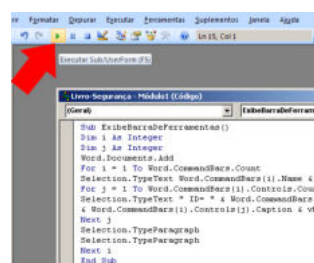 Formatar Depurar Executar Ferramentas Suplementos Janela Ajuda
Ln 15, Col 1
Executar Sub/UserForm (F5)
Livro-Segurança - Módulo1 (Código)
(Geral) ExibeBarraDeFerram
Sub ExibeBarraDeFerramentas()
Dim i As Integer
Dim j As Integer
Word.Documents.Add
For i = 1 To Word.CommandBars.Count
Selection.TypeText Word.CommandBars(i).Name &
For j = 1 To Word.CommandBars(i).Controls.Cou
Selection.TypeText " ID= " & Word.CommandBars
& Word.CommandBars(i).Controls(j).Caption & vb
Next j
Selection.TypeParagraph
Selection.TypeParagraph
Next i
End Sub